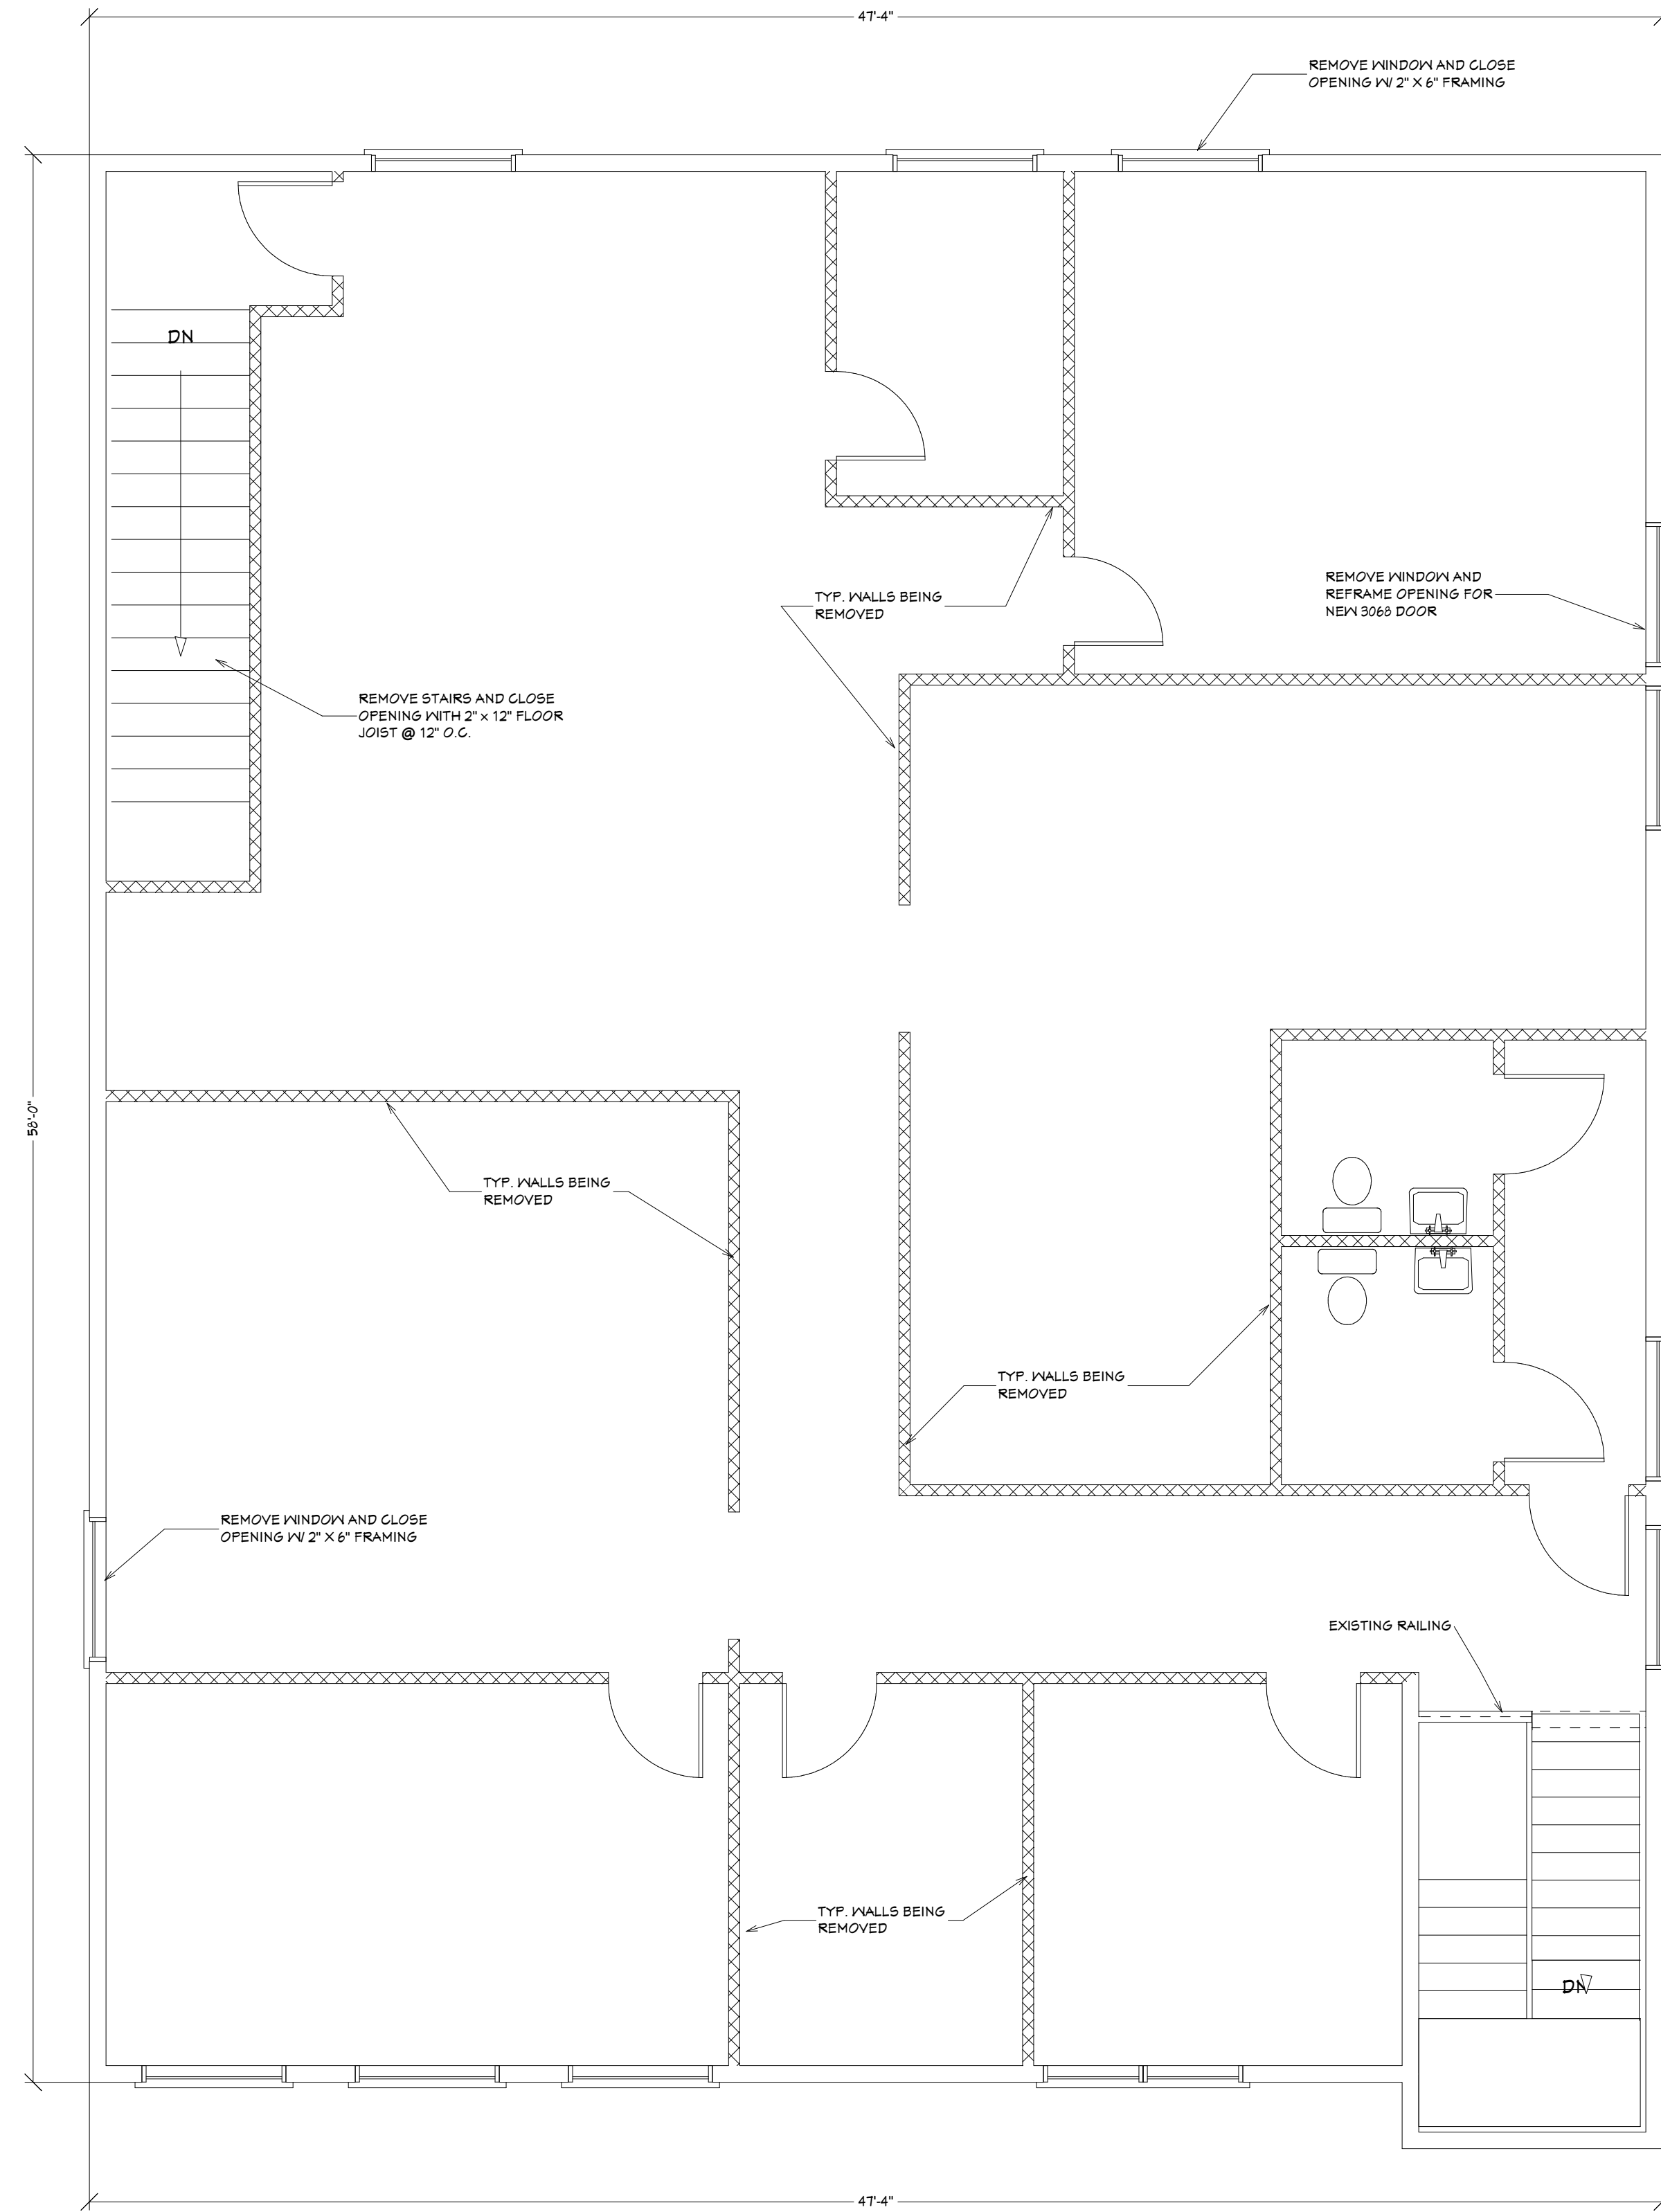 47'-4"
REMOVE WINDOW AND CLOSE
OPENING W/ 2" X 6" FRAMING
DN
TYP. WALLS BEING
REMOVED
REMOVE WINDOW AND
REFRAME OPENING FOR
NEW 3068 DOOR
REMOVE STAIRS AND CLOSE
OPENING WITH 2" x 12" FLOOR
JOIST @ 12" O.C.
58'-0"
TYP. WALLS BEING
REMOVED
TYP. WALLS BEING
REMOVED
REMOVE WINDOW AND CLOSE
OPENING W/ 2" X 6" FRAMING
EXISTING RAILING
TYP. WALLS BEING
REMOVED
DN
47'-4"